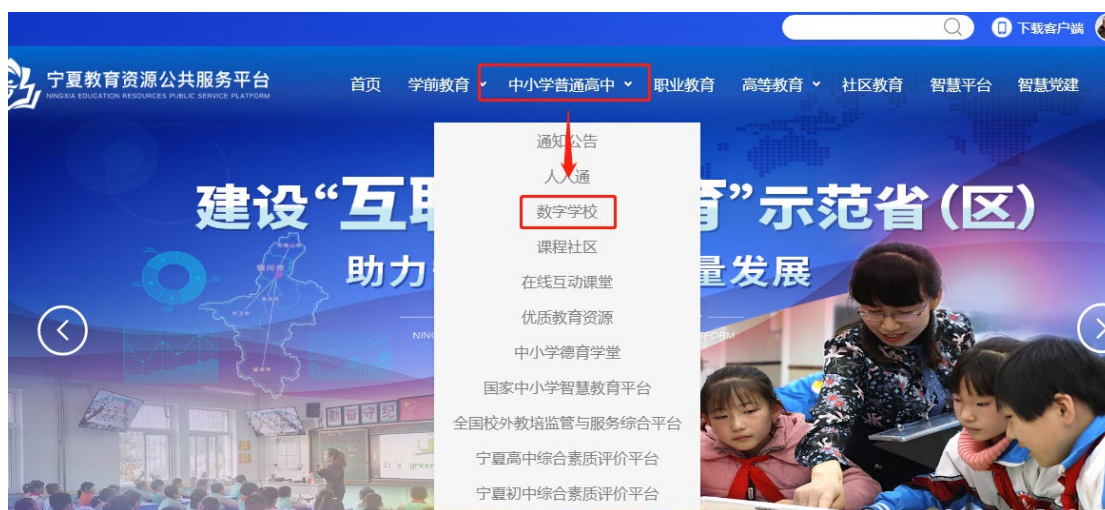 下载客户端
宁夏教育资源公共服务平台
NINGXIA EDUCATION RESOURCES PUBLIC SERVICE PLATFORM
首页 学前教育 中小学普通高中 职业教育 高等教育 社区教育 智慧平台 智慧党建
通知公告
人人通
数字学校
课程社区
在线互动课堂
优质教育资源
中小学德育学堂
国家中小学智慧教育平台
全国校外教培监管与服务综合平台
宁夏高中综合素质评价平台
宁夏初中综合素质评价平台
建设“互 ”示范省(区)
助力 量发展
勤奋守纪
It's green